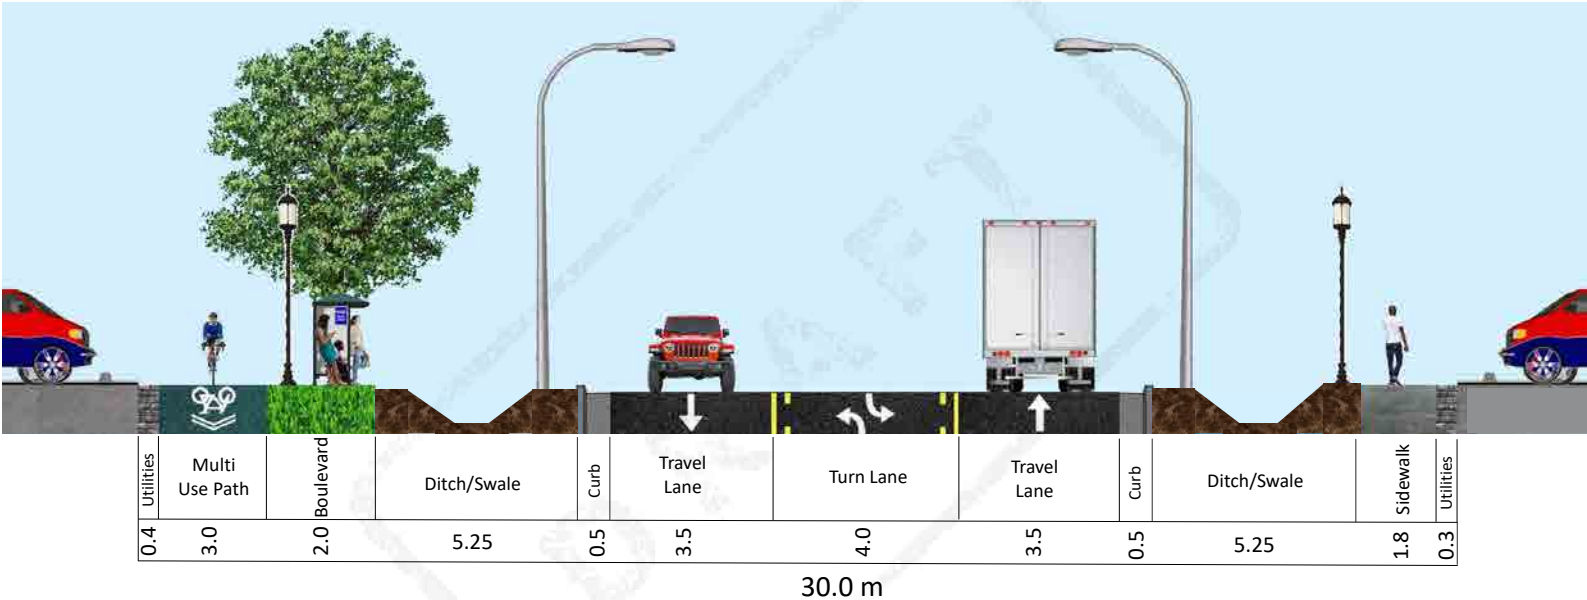 Utilities
Multi
Use Path
Boulevard
Ditch/Swale
Curb
Travel
Lane
Turn Lane
Travel
Lane
Curb
Ditch/Swale
Sidewalk
Utilities
0.4
3.0
2.0
5.25
0.5
3.5
4.0
3.5
0.5
5.25
1.8
0.3
30.0 m